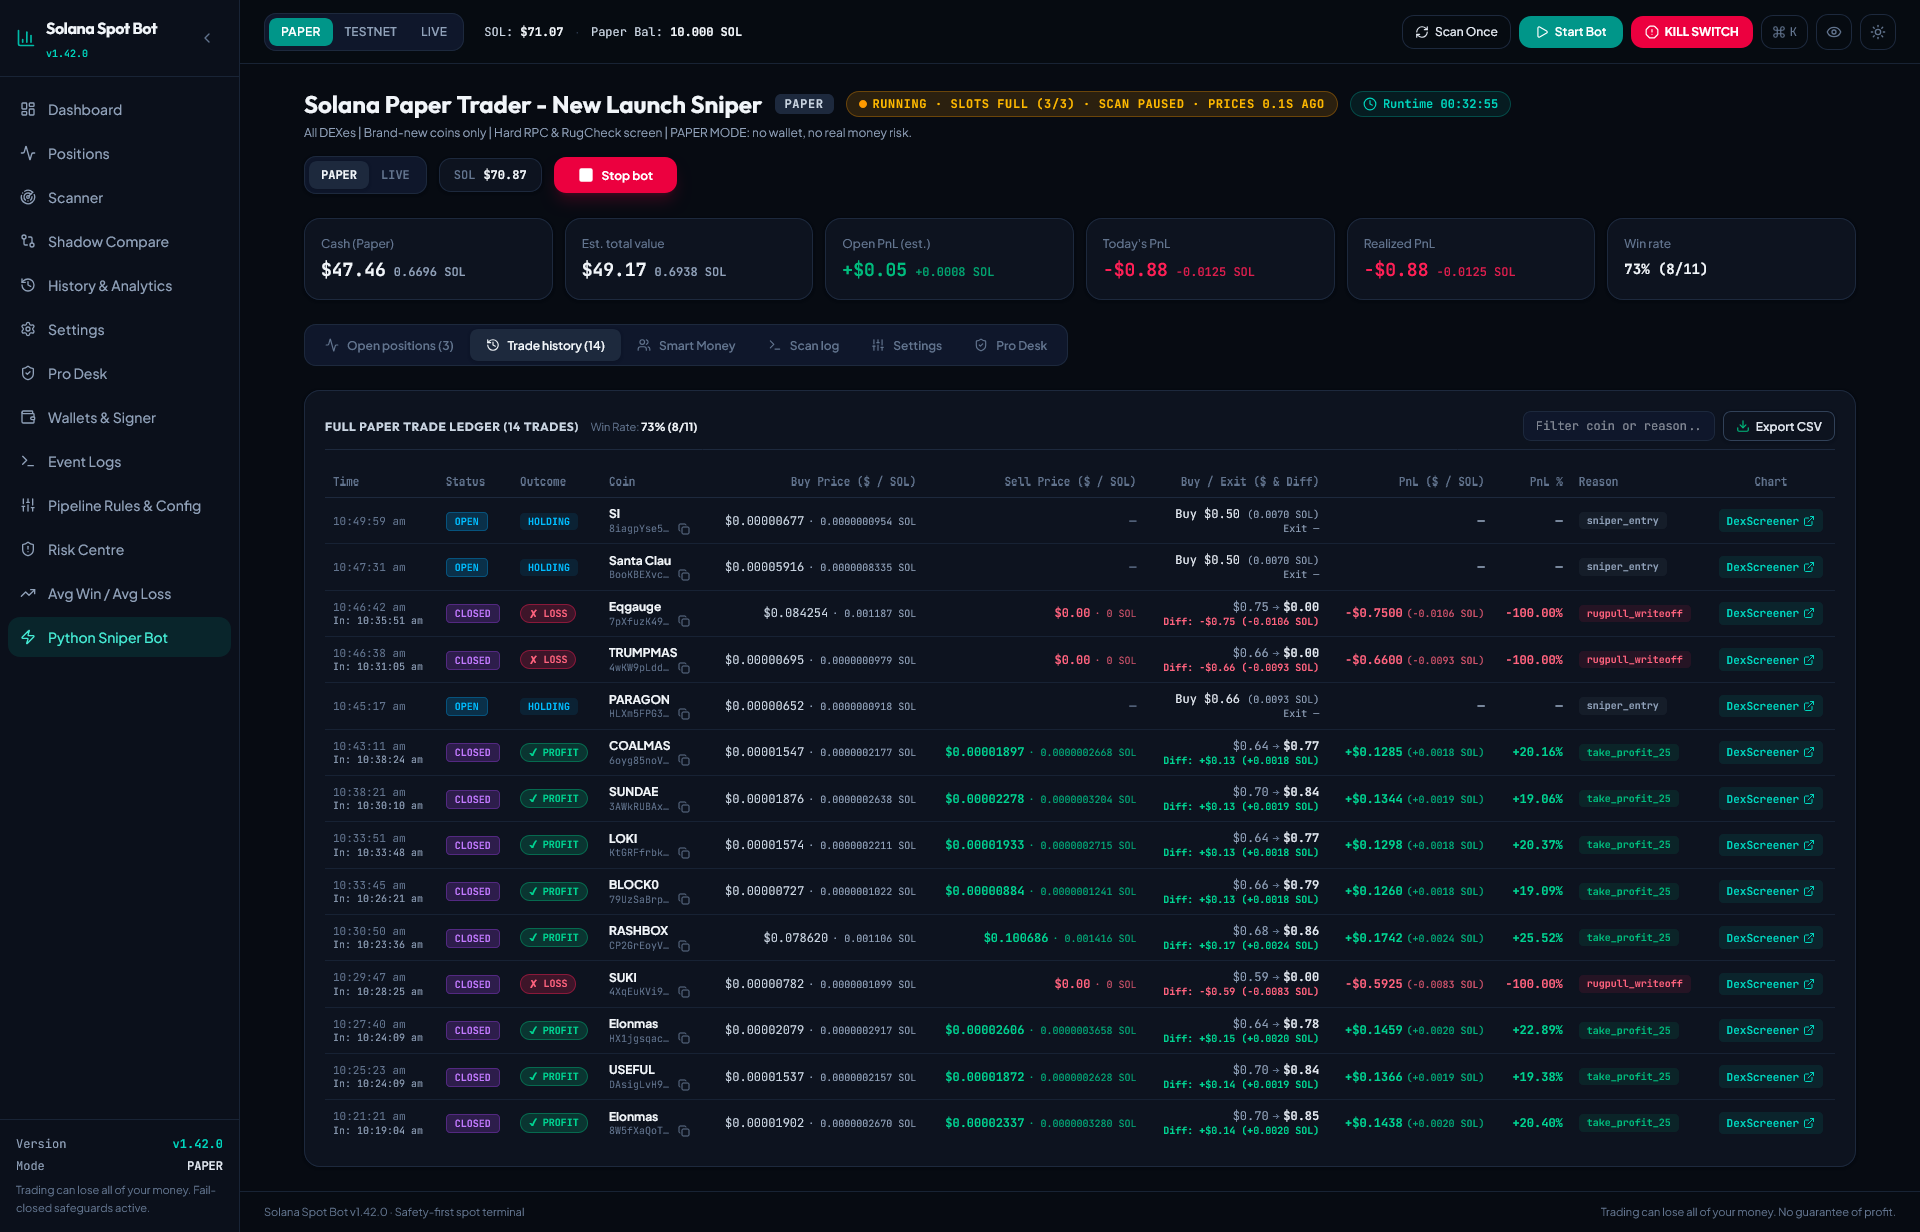 Solana Spot Bot
v1.42.0
PAPER TESTNET LIVE SOL: $71.07 · Paper Bal: 10.000 SOL Scan Once Start Bot KILL SWITCH ⌘ K
Dashboard
Positions
Scanner
Shadow Compare
History & Analytics
Settings
Pro Desk
Wallets & Signer
Event Logs
Pipeline Rules & Config
Risk Centre
Avg Win / Avg Loss
Python Sniper Bot
Version v1.42.0
Mode PAPER
Trading can lose all of your money. Fail-
closed safeguards active.
Solana Paper Trader - New Launch Sniper PAPER RUNNING · SLOTS FULL (3/3) · SCAN PAUSED · PRICES 0.1S AGO Runtime 00:32:55
All DEXes | Brand-new coins only | Hard RPC & RugCheck screen | PAPER MODE: no wallet, no real money risk.
PAPER LIVE SOL $70.87 Stop bot
Cash (Paper)
$47.46 0.6696 SOL
Est. total value
$49.17 0.6938 SOL
Open PnL (est.)
+$0.05 +0.0008 SOL
Today's PnL
-$0.88 -0.0125 SOL
Realized PnL
-$0.88 -0.0125 SOL
Win rate
73% (8/11)
Open positions (3) Trade history (14) Smart Money Scan log Settings Pro Desk
FULL PAPER TRADE LEDGER (14 TRADES) Win Rate: 73% (8/11) Filter coin or reason.. Export CSV
Time Status Outcome Coin Buy Price ($ / SOL) Sell Price ($ / SOL) Buy / Exit ($ & Diff) PnL ($ / SOL) PnL % Reason Chart
10:49:59 am OPEN HOLDING SI $0.00000677 · 0.0000000954 SOL — Buy $0.50 (0.0070 SOL) — — sniper_entry DexScreener
8iagpYse5… Exit —
10:47:31 am OPEN HOLDING Santa Clau $0.00005916 · 0.0000008335 SOL — Buy $0.50 (0.0070 SOL) — — sniper_entry DexScreener
BooKBEXvc… Exit —
10:46:42 am CLOSED ✗ LOSS Eqgauge $0.084254 · 0.001187 SOL $0.00 · 0 SOL $0.75 → $0.00 -$0.7500 (-0.0106 SOL) -100.00% rugpull_writeoff DexScreener
In: 10:35:51 am 7pXfuzK49… Diff: -$0.75 (-0.0106 SOL)
10:46:38 am CLOSED ✗ LOSS TRUMPMAS $0.00000695 · 0.0000000979 SOL $0.00 · 0 SOL $0.66 → $0.00 -$0.6600 (-0.0093 SOL) -100.00% rugpull_writeoff DexScreener
In: 10:31:05 am 4wKW9pLdd… Diff: -$0.66 (-0.0093 SOL)
10:45:17 am OPEN HOLDING PARAGON $0.00000652 · 0.0000000918 SOL — Buy $0.66 (0.0093 SOL) — — sniper_entry DexScreener
HLXm5FPG3… Exit —
10:43:11 am CLOSED ✓ PROFIT COALMAS $0.00001547 · 0.0000002177 SOL $0.00001897 · 0.0000002668 SOL $0.64 → $0.77 +$0.1285 (+0.0018 SOL) +20.16% take_profit_25 DexScreener
In: 10:38:24 am 6oyg85noV… Diff: +$0.13 (+0.0018 SOL)
10:38:21 am CLOSED ✓ PROFIT SUNDAE $0.00001876 · 0.0000002638 SOL $0.00002278 · 0.0000003204 SOL $0.70 → $0.84 +$0.1344 (+0.0019 SOL) +19.06% take_profit_25 DexScreener
In: 10:30:10 am 3AWkRUBAx… Diff: +$0.13 (+0.0019 SOL)
10:33:51 am CLOSED ✓ PROFIT LOKI $0.00001574 · 0.0000002211 SOL $0.00001933 · 0.0000002715 SOL $0.64 → $0.77 +$0.1298 (+0.0018 SOL) +20.37% take_profit_25 DexScreener
In: 10:33:48 am KtGRFfrbk… Diff: +$0.13 (+0.0018 SOL)
10:33:45 am CLOSED ✓ PROFIT BLOCK0 $0.00000727 · 0.0000001022 SOL $0.00000884 · 0.0000001241 SOL $0.66 → $0.79 +$0.1260 (+0.0018 SOL) +19.09% take_profit_25 DexScreener
In: 10:26:21 am 79UzSaBrp… Diff: +$0.13 (+0.0018 SOL)
10:30:50 am CLOSED ✓ PROFIT RASHBOX $0.078620 · 0.001106 SOL $0.100686 · 0.001416 SOL $0.68 → $0.86 +$0.1742 (+0.0024 SOL) +25.52% take_profit_25 DexScreener
In: 10:23:36 am CP2GrEoyV… Diff: +$0.17 (+0.0024 SOL)
10:29:47 am CLOSED ✗ LOSS SUKI $0.00000782 · 0.0000001099 SOL $0.00 · 0 SOL $0.59 → $0.00 -$0.5925 (-0.0083 SOL) -100.00% rugpull_writeoff DexScreener
In: 10:28:25 am 4XqEuKVi9… Diff: -$0.59 (-0.0083 SOL)
10:27:40 am CLOSED ✓ PROFIT Elonmas $0.00002079 · 0.0000002917 SOL $0.00002606 · 0.0000003658 SOL $0.64 → $0.78 +$0.1459 (+0.0020 SOL) +22.89% take_profit_25 DexScreener
In: 10:24:09 am HX1jgsqac… Diff: +$0.15 (+0.0020 SOL)
10:25:23 am CLOSED ✓ PROFIT USEFUL $0.00001537 · 0.0000002157 SOL $0.00001872 · 0.0000002628 SOL $0.70 → $0.84 +$0.1366 (+0.0019 SOL) +19.38% take_profit_25 DexScreener
In: 10:24:09 am DAsigLvH9… Diff: +$0.14 (+0.0019 SOL)
10:21:21 am CLOSED ✓ PROFIT Elonmas $0.00001902 · 0.0000002670 SOL $0.00002337 · 0.0000003280 SOL $0.70 → $0.85 +$0.1438 (+0.0020 SOL) +20.40% take_profit_25 DexScreener
In: 10:19:04 am 8W5fXaQoT… Diff: +$0.14 (+0.0020 SOL)
Solana Spot Bot v1.42.0 · Safety-first spot terminal Trading can lose all of your money. No guarantee of profit.